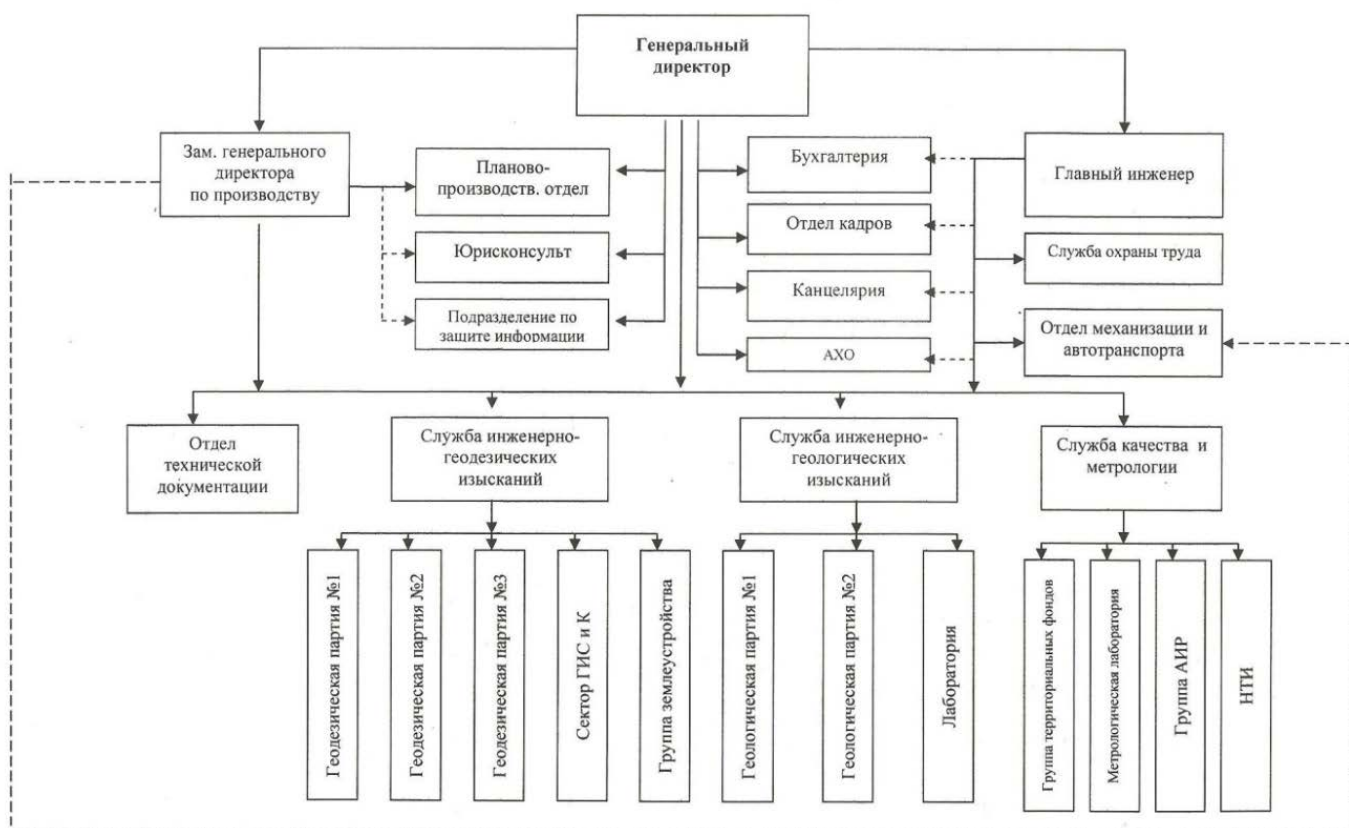 Генеральный
директор
Зам. генерального
директора
по производству
Планово-
производств. отдел
Бухгалтерия
Главный инженер
Юрисконсульт
Отдел кадров
Служба охраны труда
Подразделение по
защите информации
Канцелярия
Отдел механизации и
автотранспорта
АХО
Отдел
технической
документации
Служба инженерно-
геодезических
изысканий
Служба инженерно-
геологических
изысканий
Служба качества и
метрологии
Геодезическая партия №1
Геодезическая партия №2
Геодезическая партия №3
Сектор ГИС и К
Группа землеустройства
Геологическая партия №1
Геологическая партия №2
Лаборатория
Группа территориальных фондов
Метрологическая лаборатория
Группа АИР
НТИ